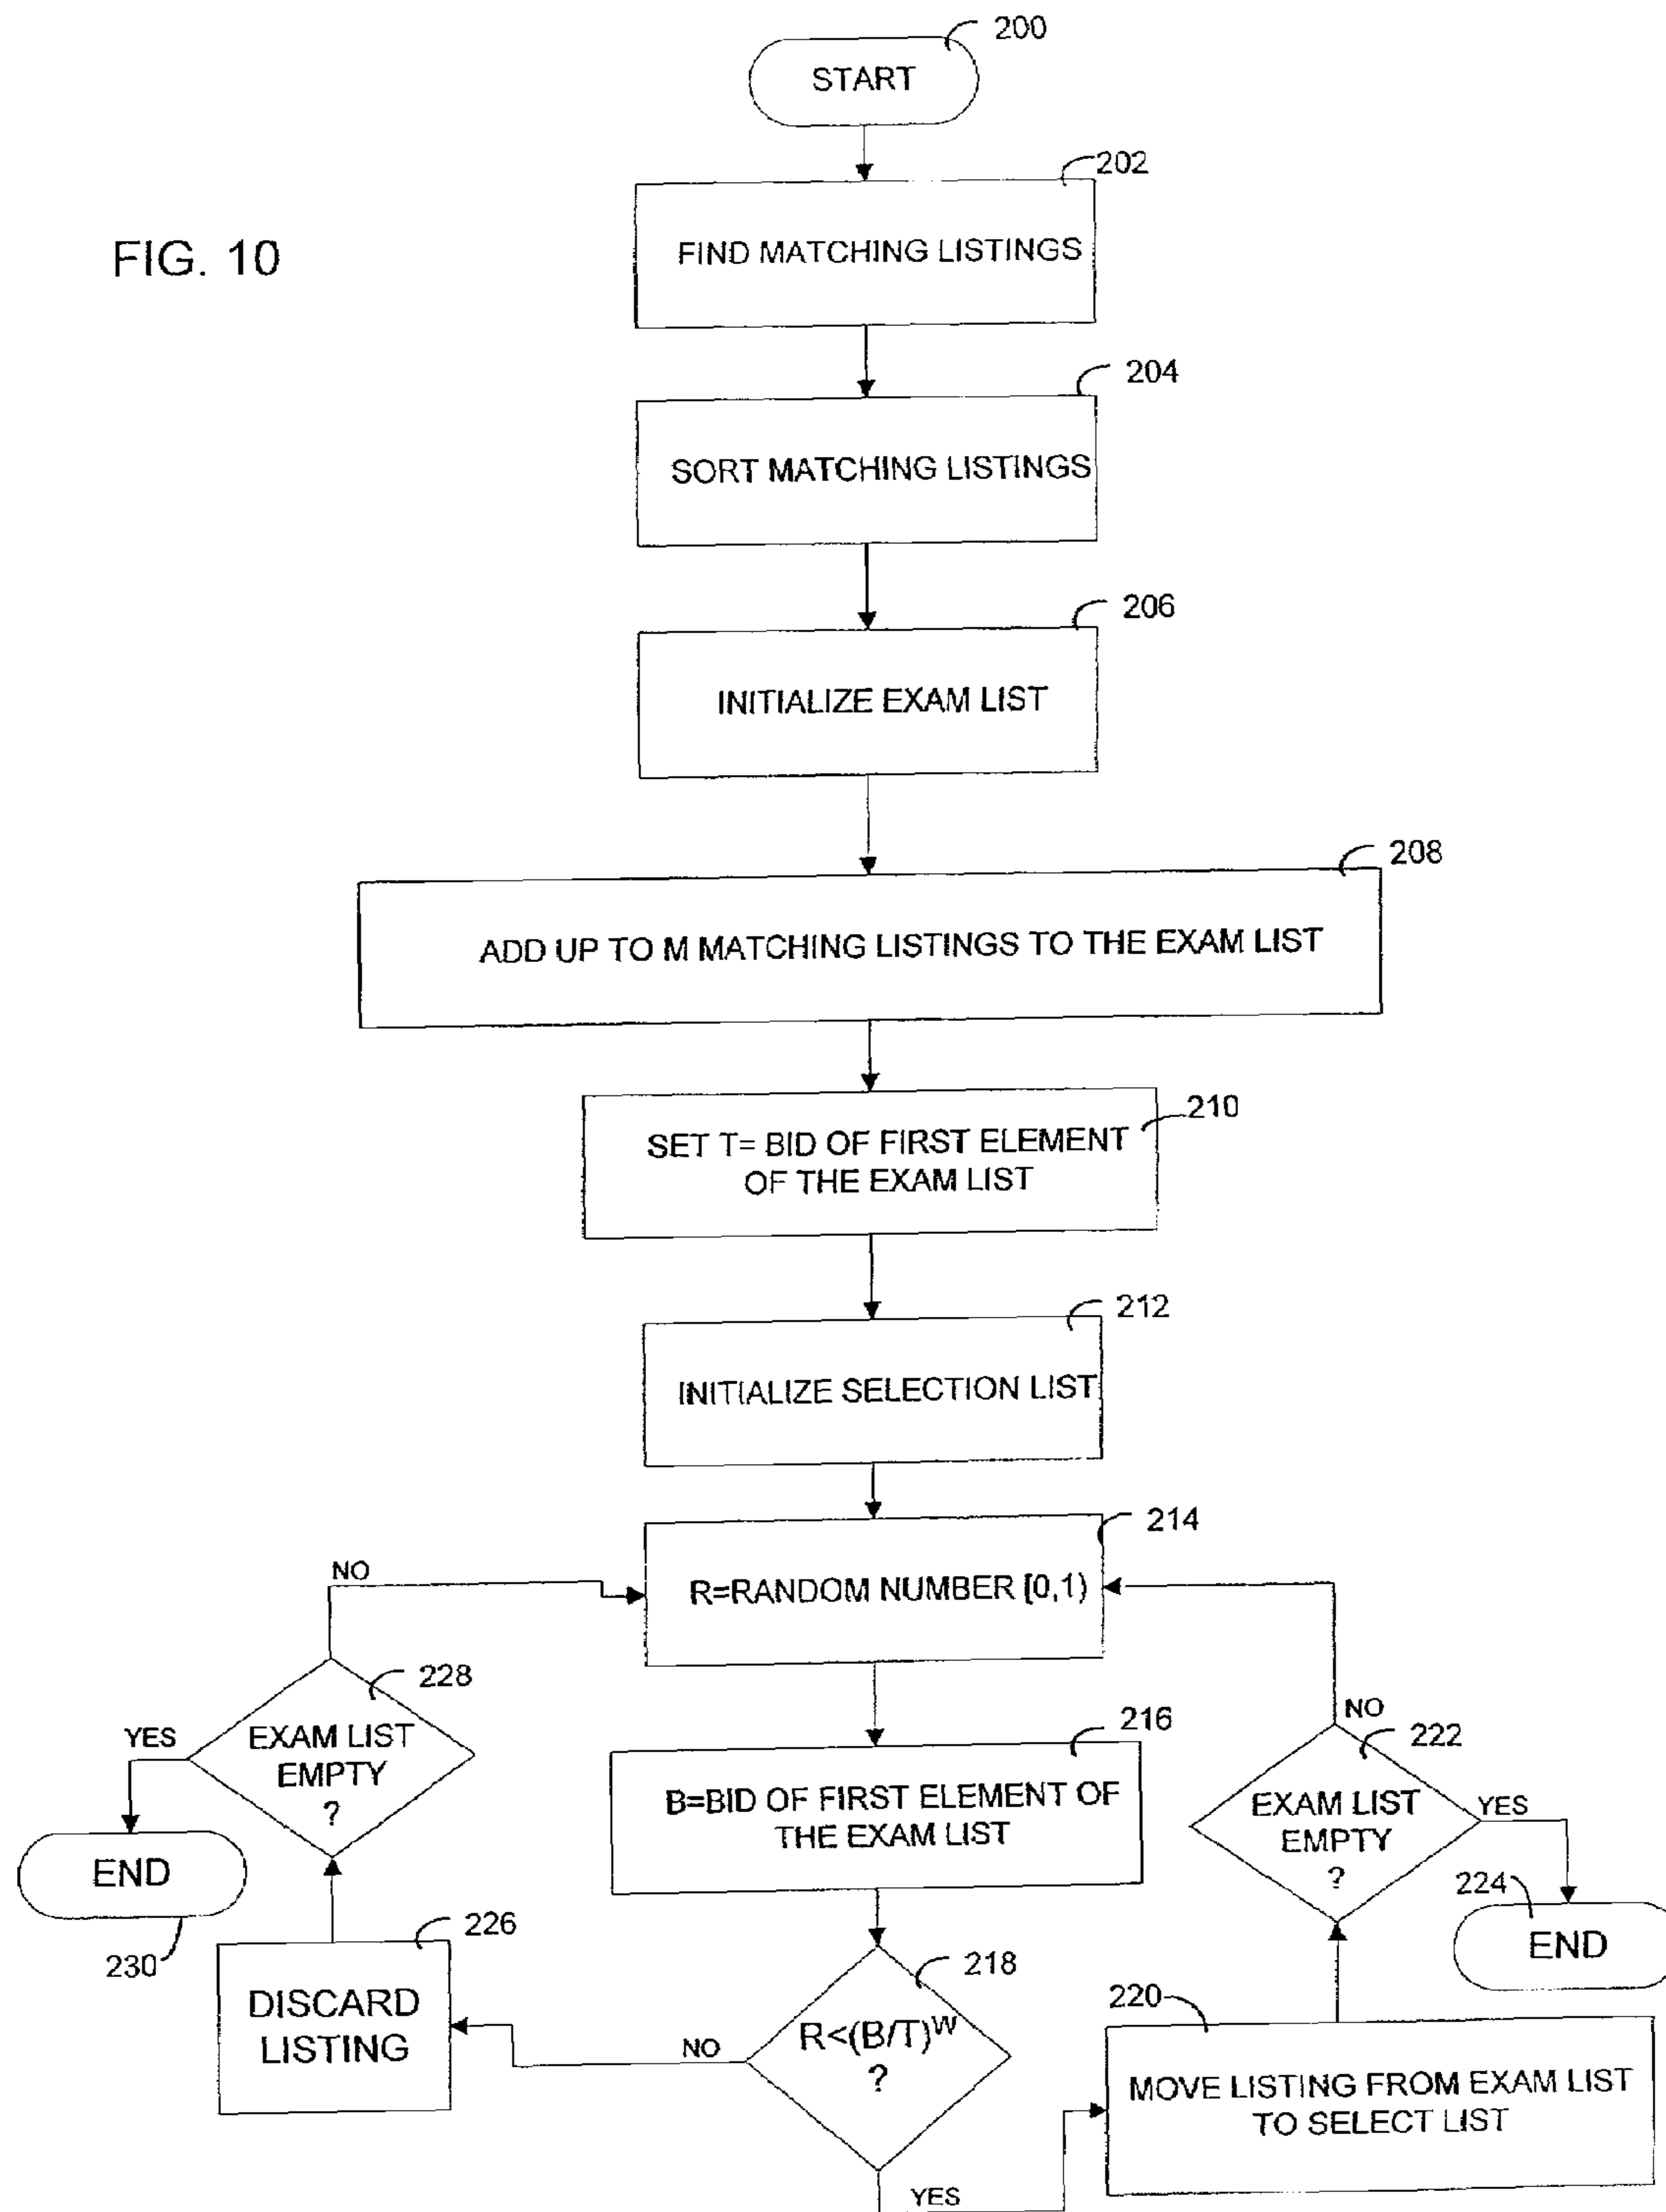 FIG. 10
200
START
202
FIND MATCHING LISTINGS
204
SORT MATCHING LISTINGS
206
INITIALIZE EXAM LIST
208
ADD UP TO M MATCHING LISTINGS TO THE EXAM LIST
210
SET T= BID OF FIRST ELEMENT
OF THE EXAM LIST
212
INITIALIZE SELECTION LIST
214
R=RANDOM NUMBER [0,1)
NO
228
EXAM LIST
EMPTY
?
YES
END
230
216
B=BID OF FIRST ELEMENT OF
THE EXAM LIST
NO
222
EXAM LIST
EMPTY
?
YES
224
END
226
DISCARD
LISTING
NO
218
R<(B/T)^W
?
YES
220
MOVE LISTING FROM EXAM LIST
TO SELECT LIST